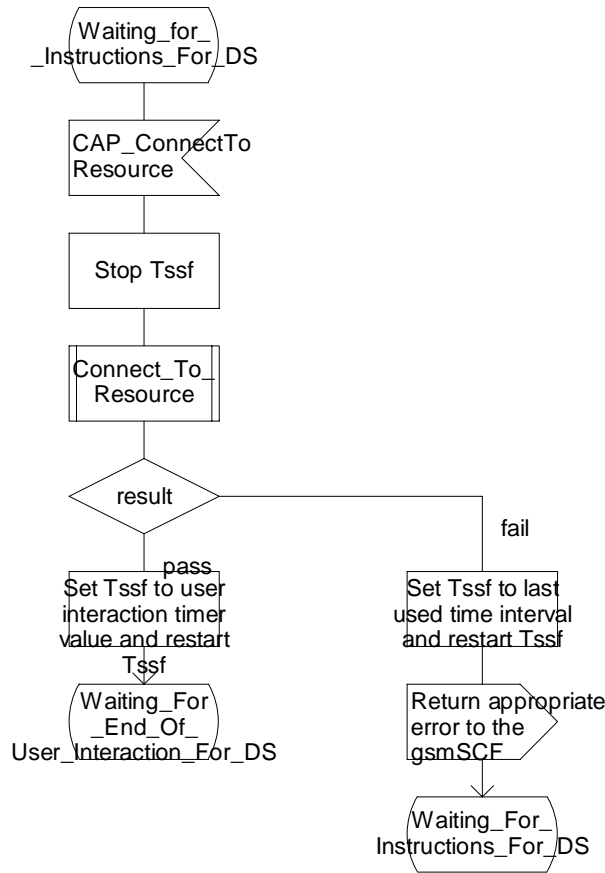 Waiting_for_
_Instructions_For_DS
CAP_ConnectTo
Resource
Stop Tssf
Connect_To_
Resource
result
fail
pass
Set Tssf to user
interaction timer
value and restart
Tssf
Set Tssf to last
used time interval
and restart Tssf
Waiting_For
_End_Of_
User_Interaction_For_DS
Return appropriate
error to the
gsmSCF
Waiting_For_
Instructions_For_DS